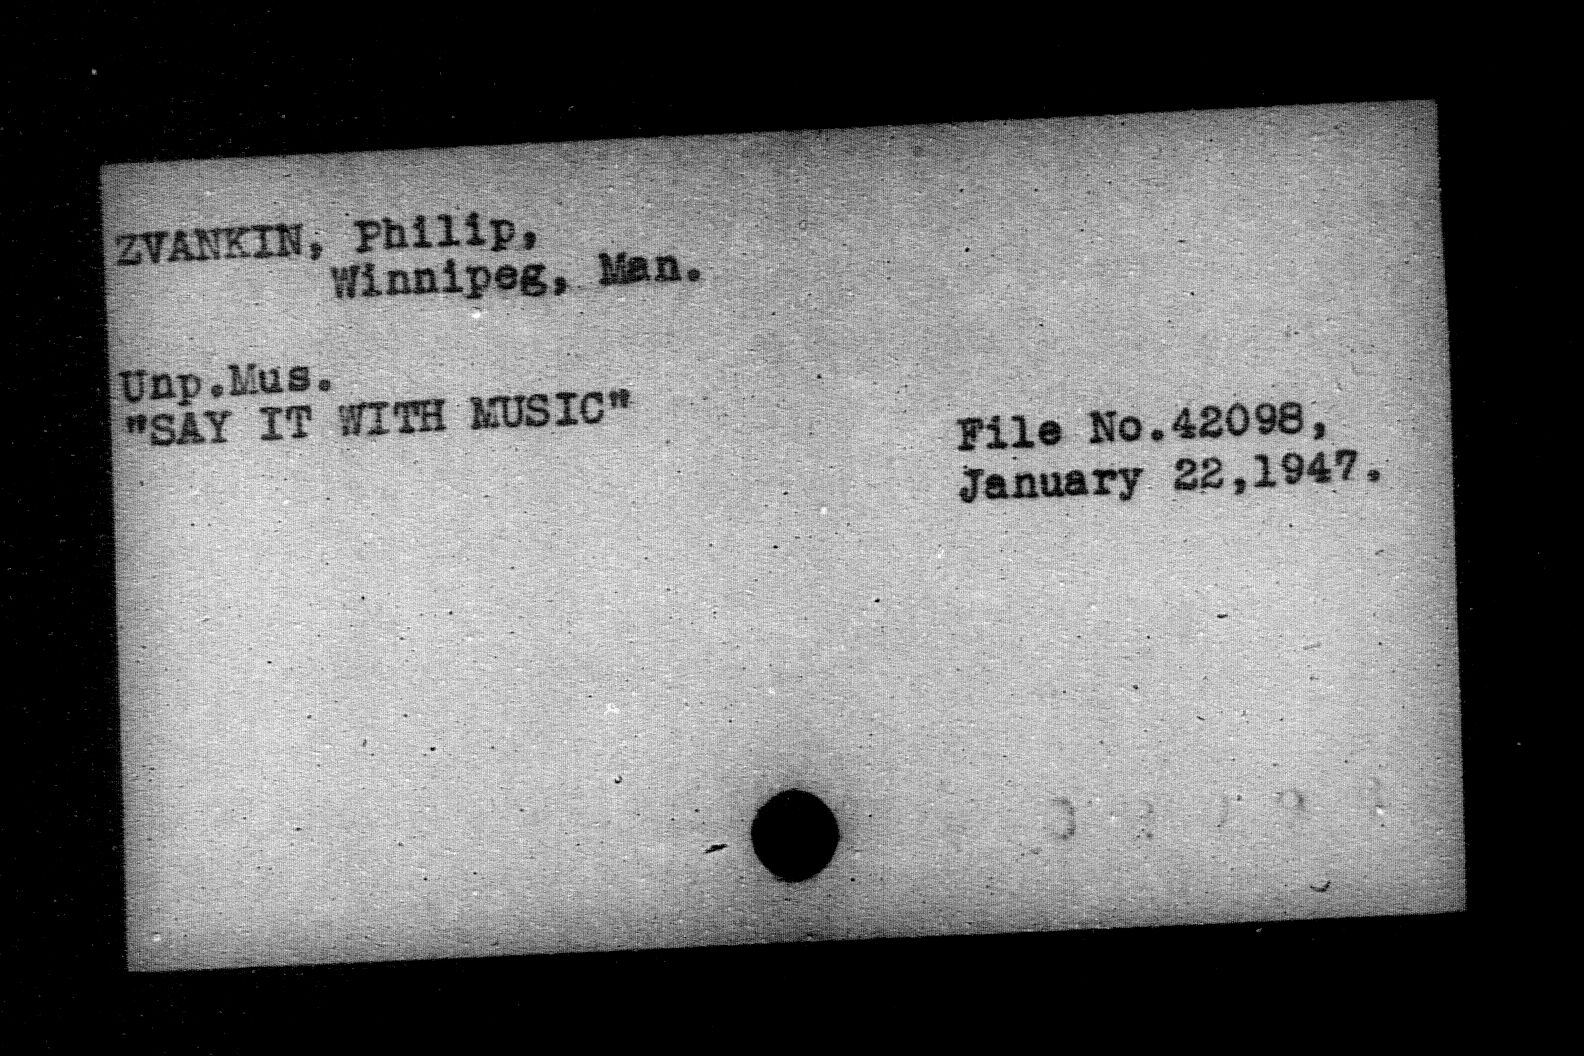 ZVANKIN, Philip,
Winnipeg, Man.
Unp.Mus.
"SAY IT WITH MUSIC"
File No.42098,
January 22,1947.